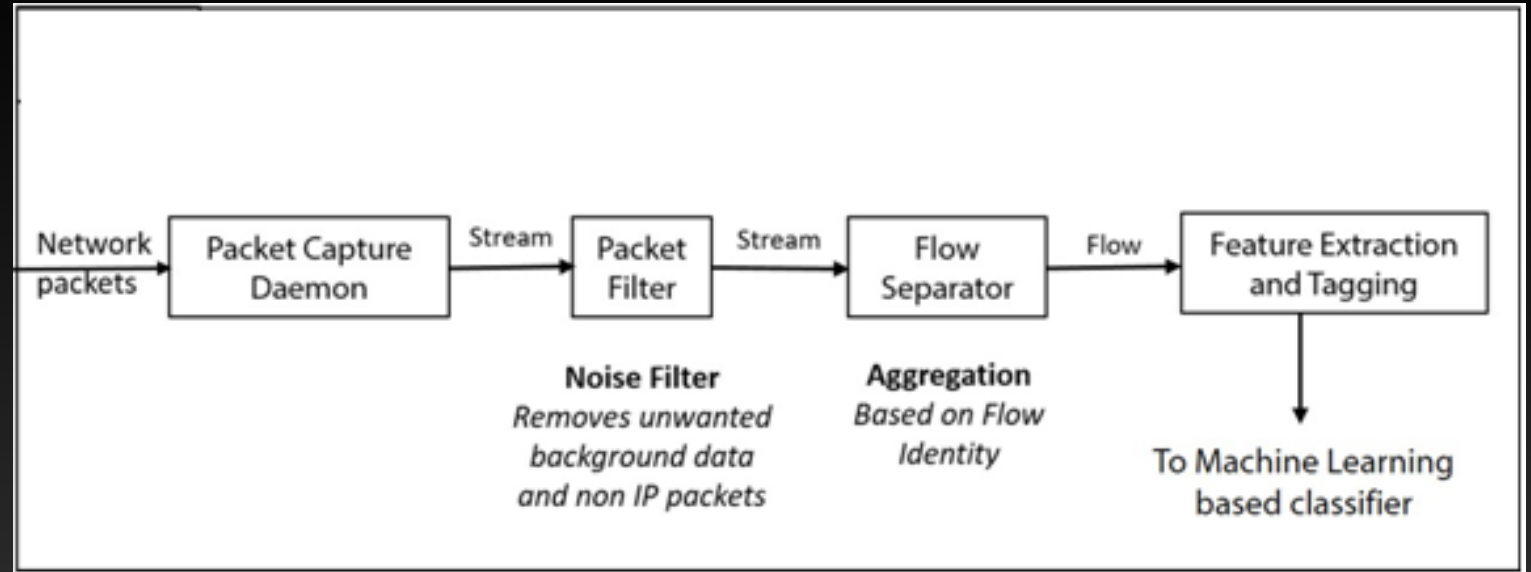 Network
packets
Packet Capture
Daemon
Stream
Packet
Filter
Stream
Flow
Separator
Flow
Feature Extraction
and Tagging
Noise Filter
Removes unwanted
background data
and non IP packets
Aggregation
Based on Flow
Identity
To Machine Learning
based classifier